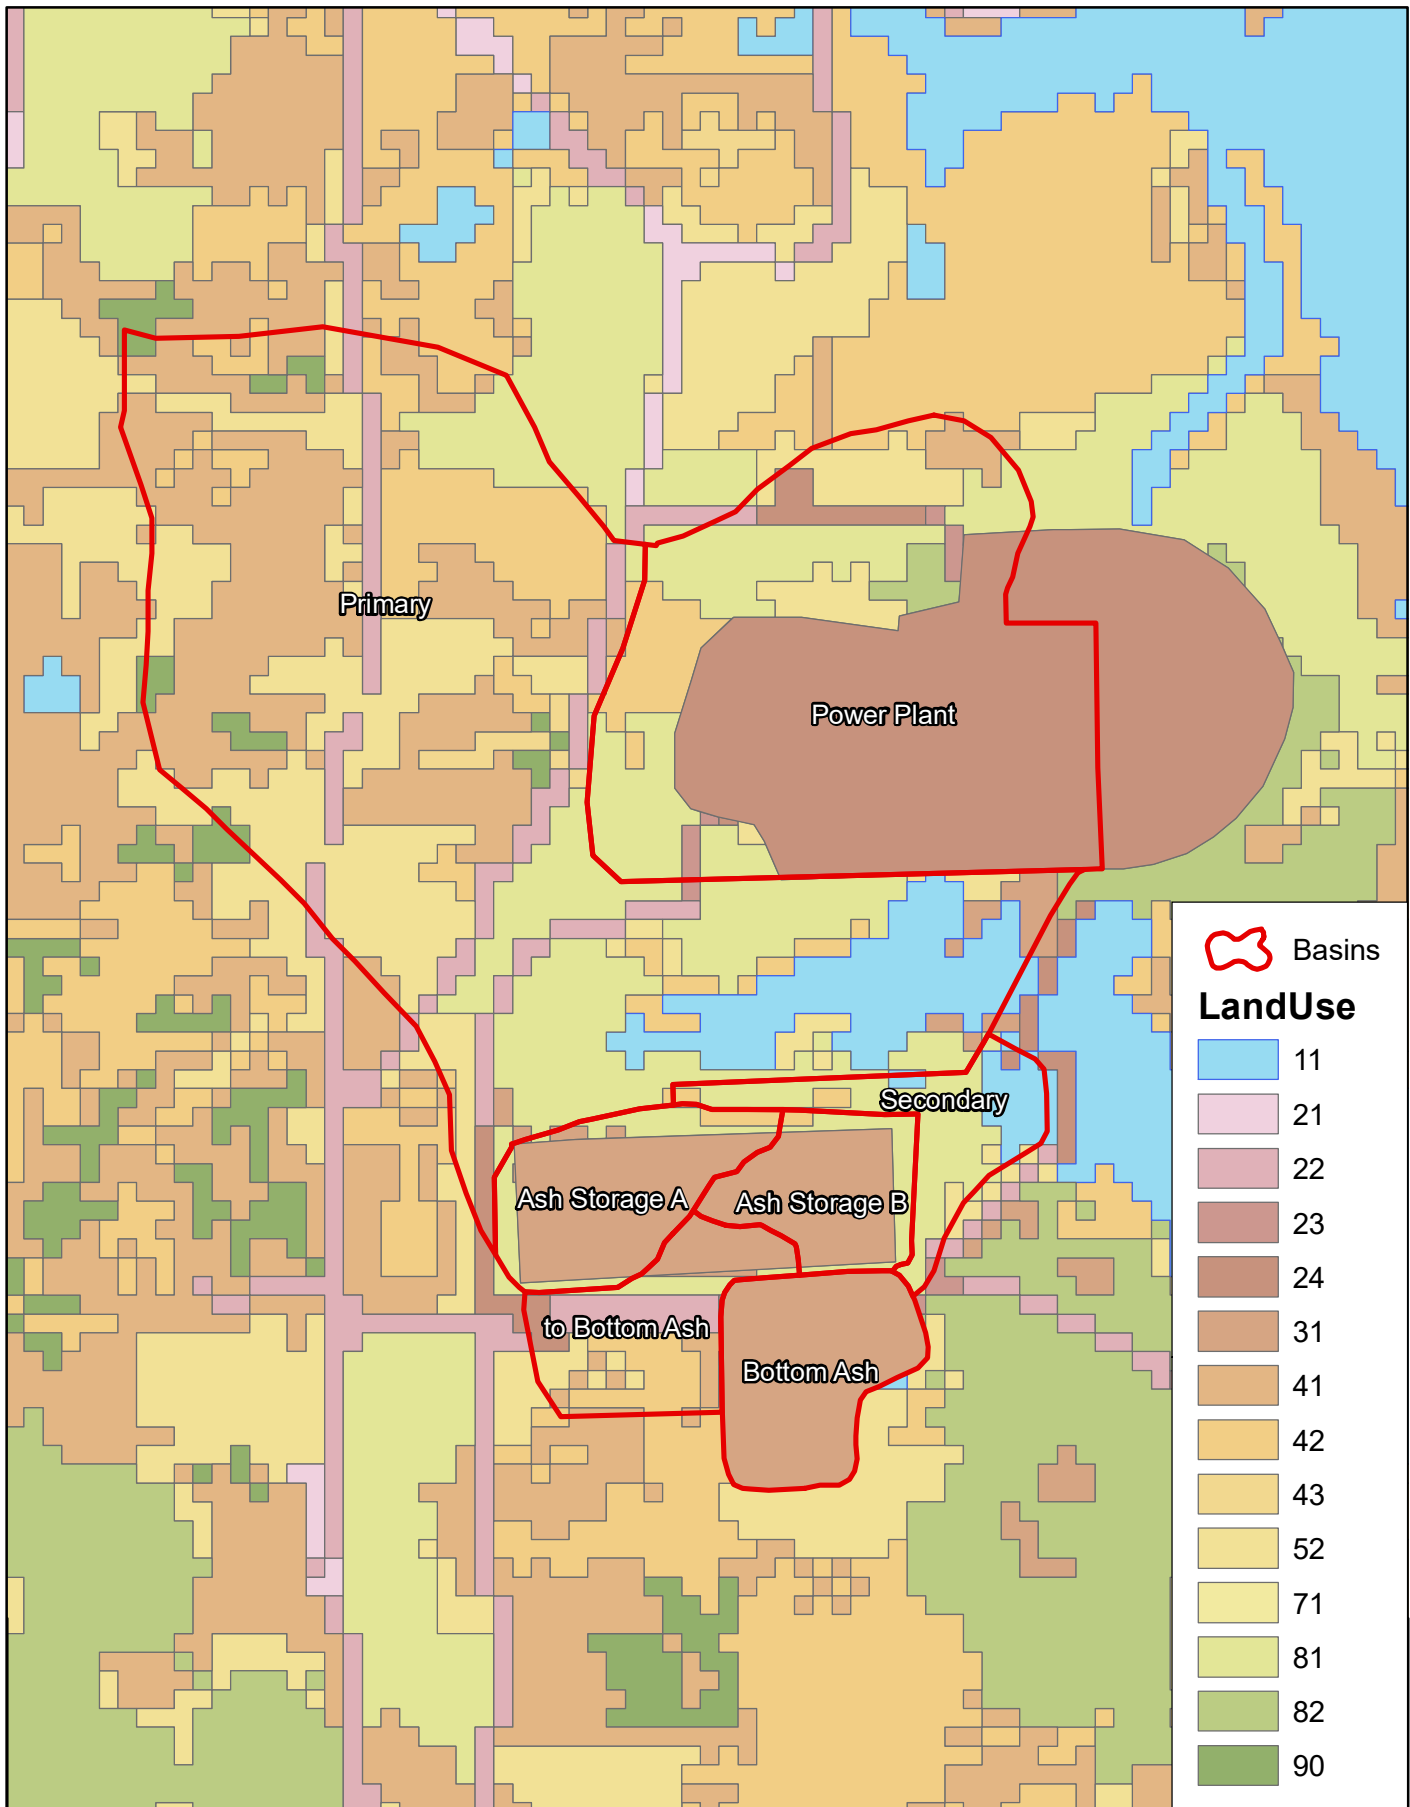 Primary
Power Plant
Secondary
Ash Storage A
Ash Storage B
to Bottom Ash
Bottom Ash
Basins
LandUse
11
21
22
23
24
31
41
42
43
52
71
81
82
90